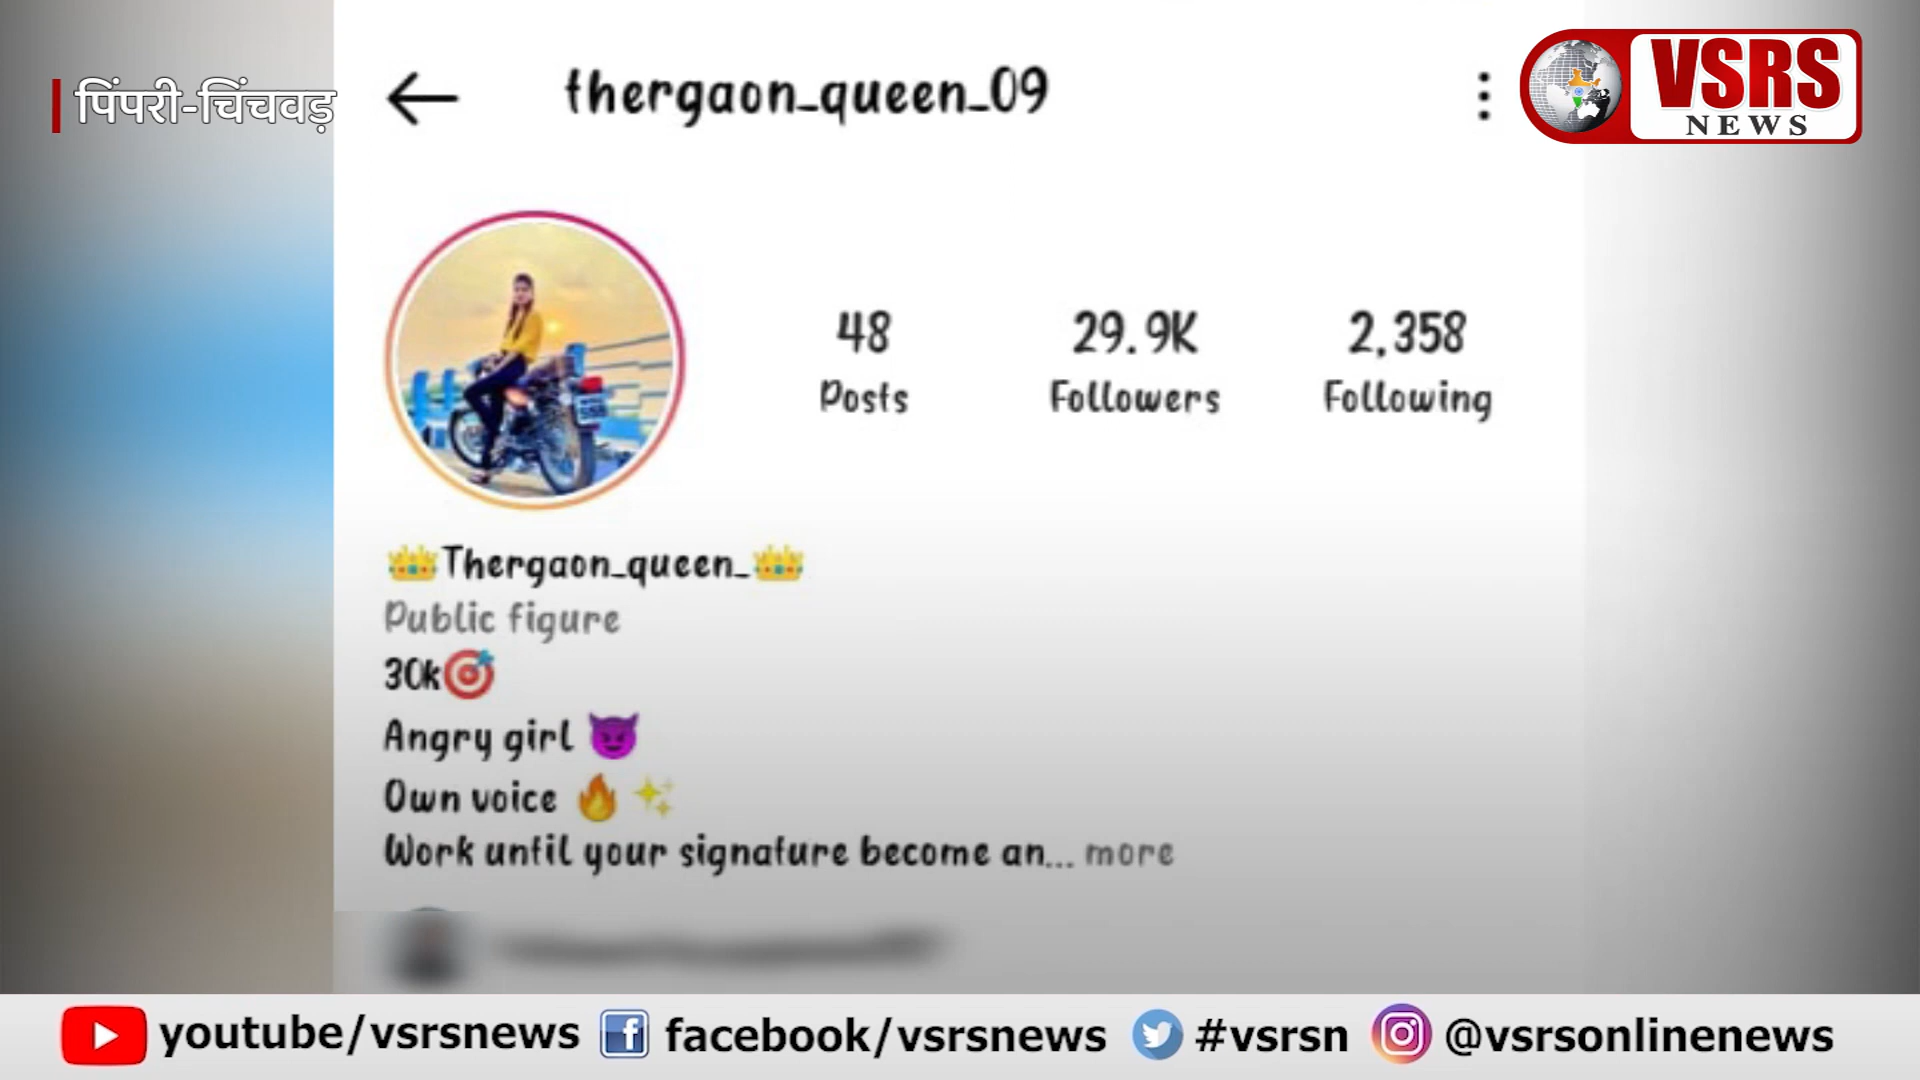 पिंपरी-चिंचवड़
thergaon_queen_09
VSRS
NEWS
48
Posts
29.9K
Followers
2,358
Following
👑Thergaon_queen_👑
Public figure
30k🎯
Angry girl 😈
Own voice 🔥 ✨
Work until your signature become an... more
youtube/vsrsnews facebook/vsrsnews #vsrsn @vsrsonlinenews